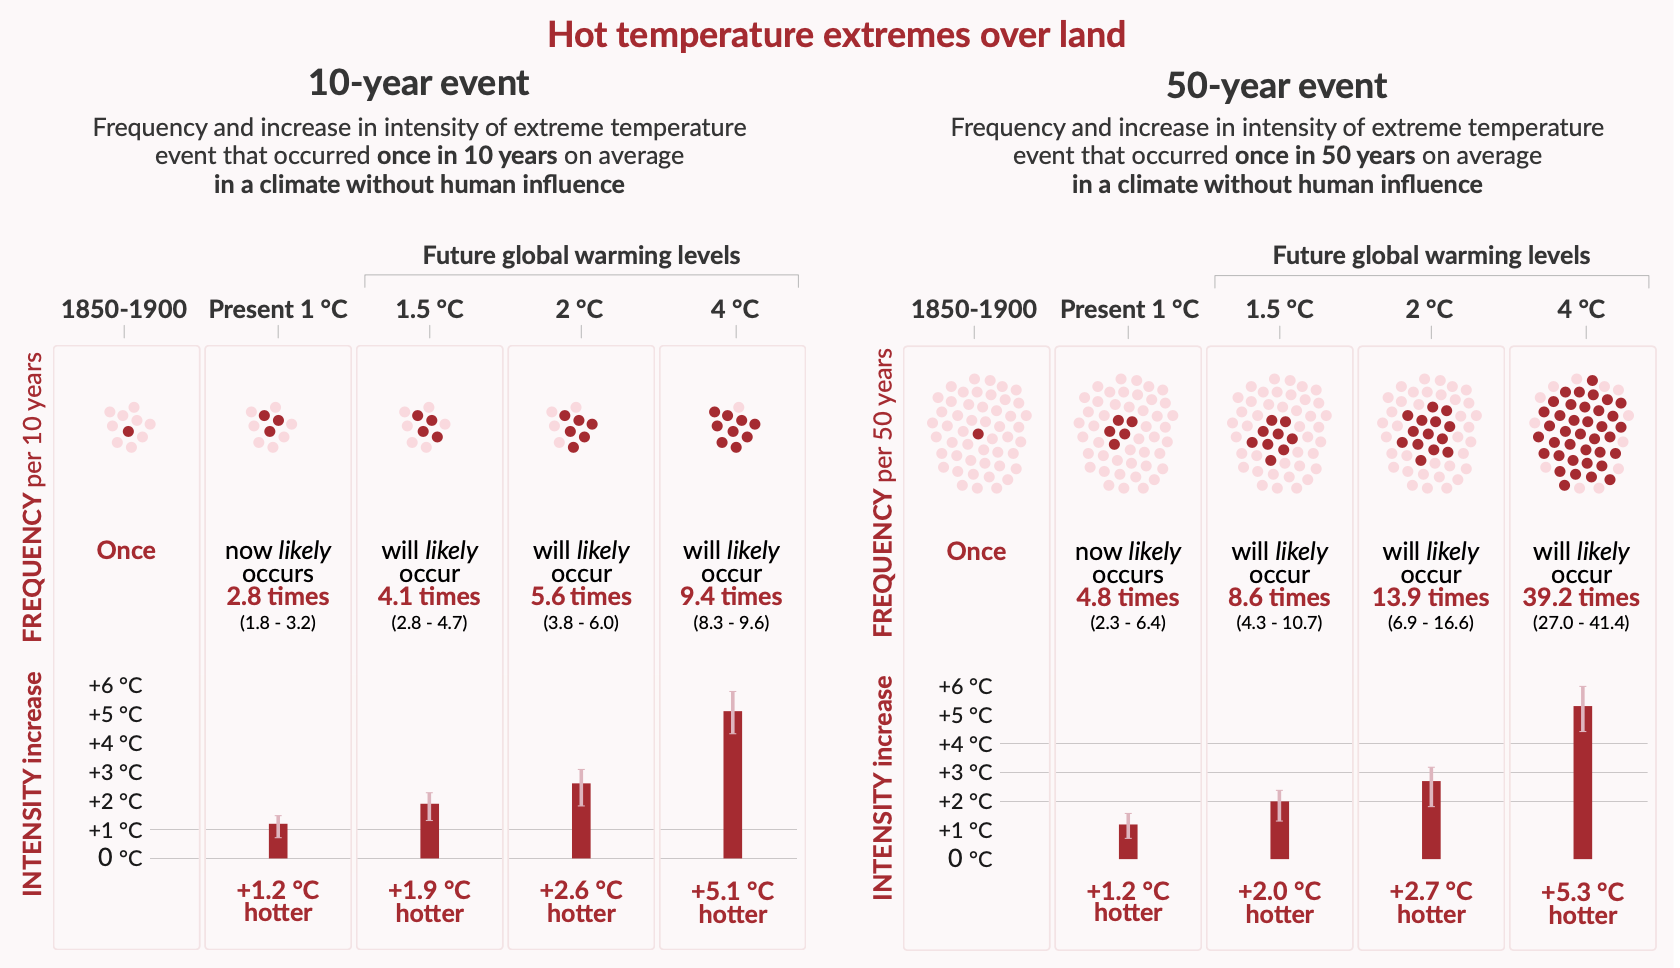 Hot temperature extremes over land
10-year event
Frequency and increase in intensity of extreme temperature
event that occurred once in 10 years on average
in a climate without human influence
Future global warming levels
1850-1900
Present 1 °C
1.5 °C
2 °C
4 °C
FREQUENCY per 10 years
Once
now likely
occurs
2.8 times
(1.8 - 3.2)
will likely
occur
4.1 times
(2.8 - 4.7)
will likely
occur
5.6 times
(3.8 - 6.0)
will likely
occur
9.4 times
(8.3 - 9.6)
INTENSITY increase
+6 °C
+5 °C
+4 °C
+3 °C
+2 °C
+1 °C
0 °C
+1.2 °C
hotter
+1.9 °C
hotter
+2.6 °C
hotter
+5.1 °C
hotter
50-year event
Frequency and increase in intensity of extreme temperature
event that occurred once in 50 years on average
in a climate without human influence
Future global warming levels
1850-1900
Present 1 °C
1.5 °C
2 °C
4 °C
FREQUENCY per 50 years
Once
now likely
occurs
4.8 times
(2.3 - 6.4)
will likely
occur
8.6 times
(4.3 - 10.7)
will likely
occur
13.9 times
(6.9 - 16.6)
will likely
occur
39.2 times
(27.0 - 41.4)
INTENSITY increase
+6 °C
+5 °C
+4 °C
+3 °C
+2 °C
+1 °C
0 °C
+1.2 °C
hotter
+2.0 °C
hotter
+2.7 °C
hotter
+5.3 °C
hotter